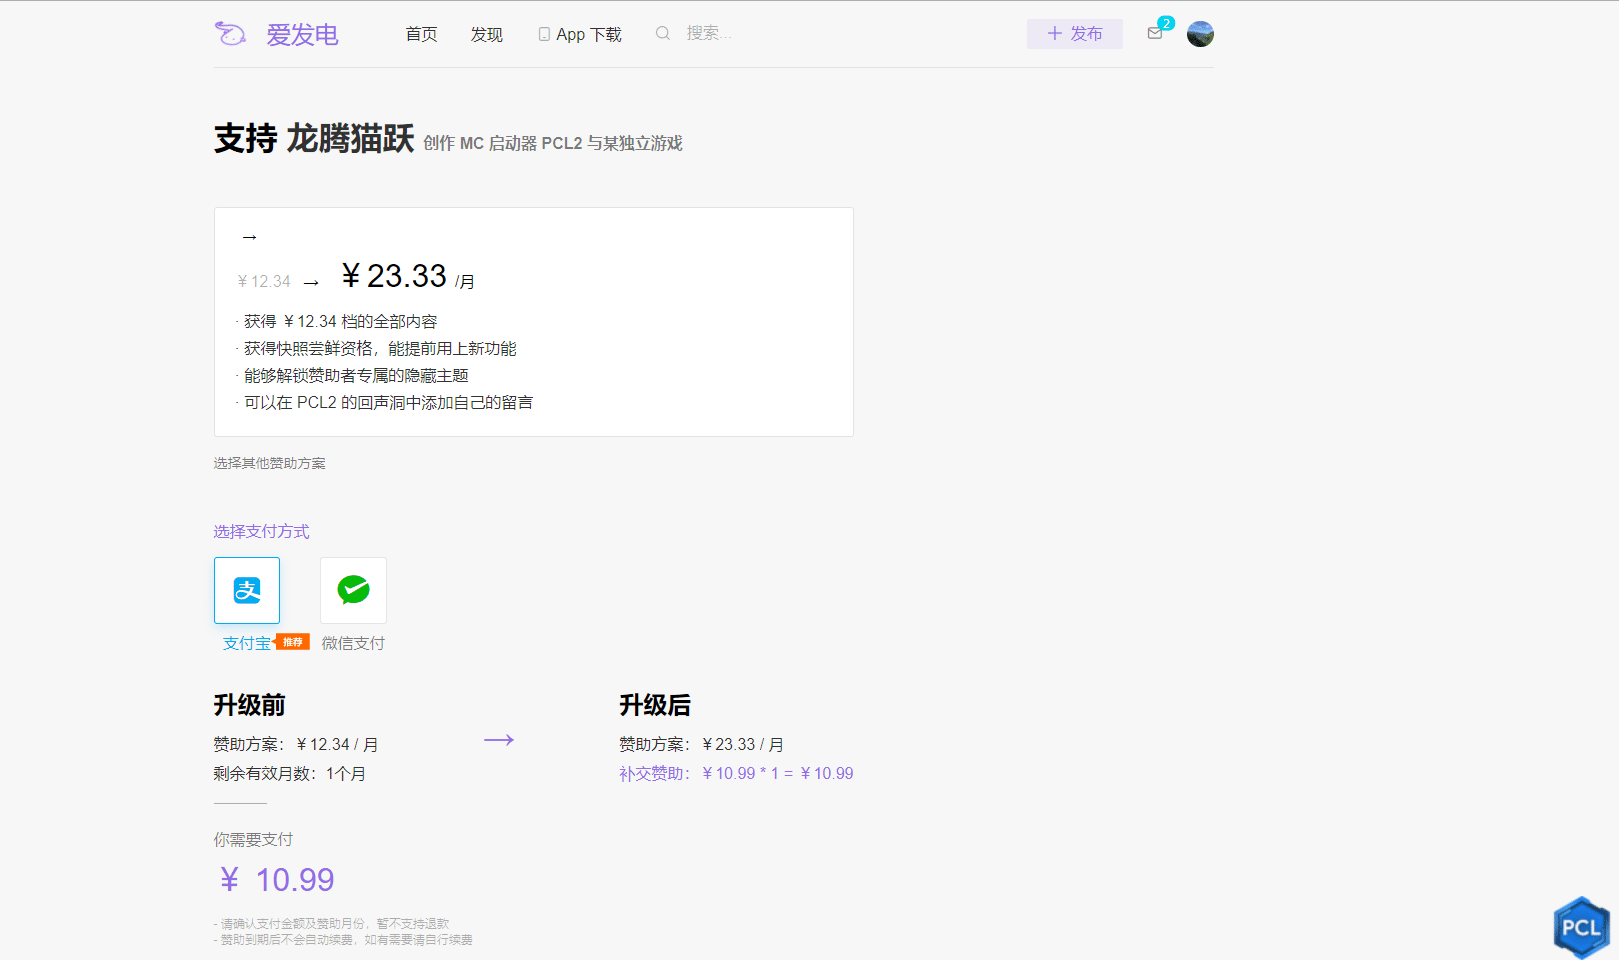 爱发电 首页 发现 App 下载 搜索... 发布 2
支持 龙腾猫跃 创作 MC 启动器 PCL2 与某独立游戏
→
¥12.34 → ¥23.33 /月
· 获得 ¥12.34 档的全部内容
· 获得快照尝鲜资格，能提前用上新功能
· 能够解锁赞助者专属的隐藏主题
· 可以在 PCL2 的回声洞中添加自己的留言
选择其他赞助方案
选择支付方式
支
支付宝 推荐 微信支付
升级前 → 升级后
赞助方案：¥12.34 / 月 赞助方案：¥23.33 / 月
剩余有效月数：1个月 补交赞助：¥10.99 * 1 = ¥10.99
你需要支付
¥ 10.99
- 请确认支付金额及赞助月份，暂不支持退款
- 赞助到期后不会自动续费，如有需要请自行续费
PCL